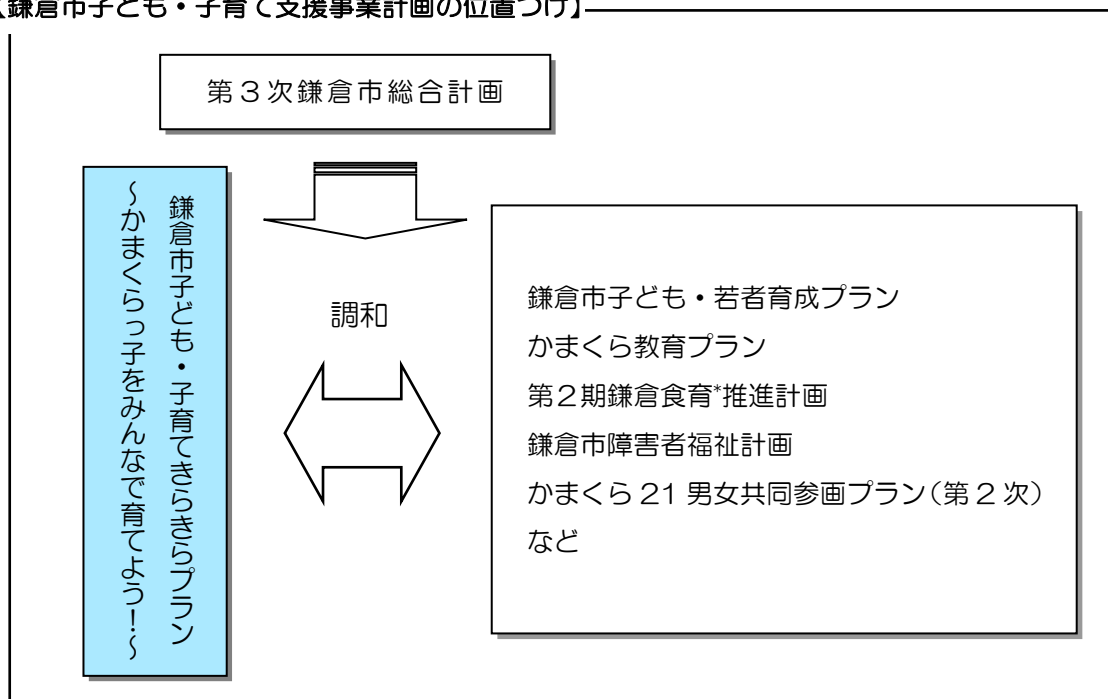 【鎌倉市子ども・子育て支援事業計画の位置づけ】
第３次鎌倉市総合計画
鎌倉市子ども・子育てきらきらプラン
～かまくらっ子をみんなで育てよう！～
調和
鎌倉市子ども・若者育成プラン
かまくら教育プラン
第２期鎌倉食育*推進計画
鎌倉市障害者福祉計画
かまくら 21 男女共同参画プラン（第２次）
など